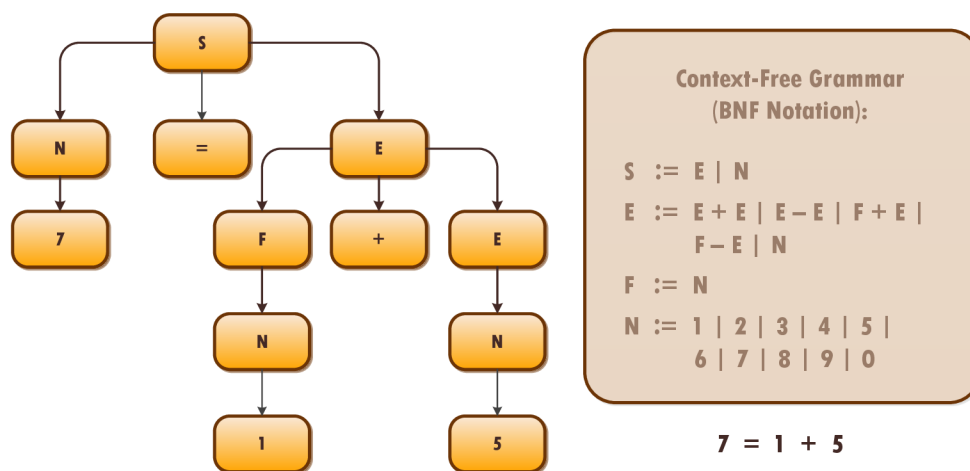 S
N
=
E
7
F
+
E
N
N
1
5
Context-Free Grammar
(BNF Notation):
S := E | N
E := E + E | E – E | F + E |
F – E | N
F := N
N := 1 | 2 | 3 | 4 | 5 |
6 | 7 | 8 | 9 | 0
7 = 1 + 5